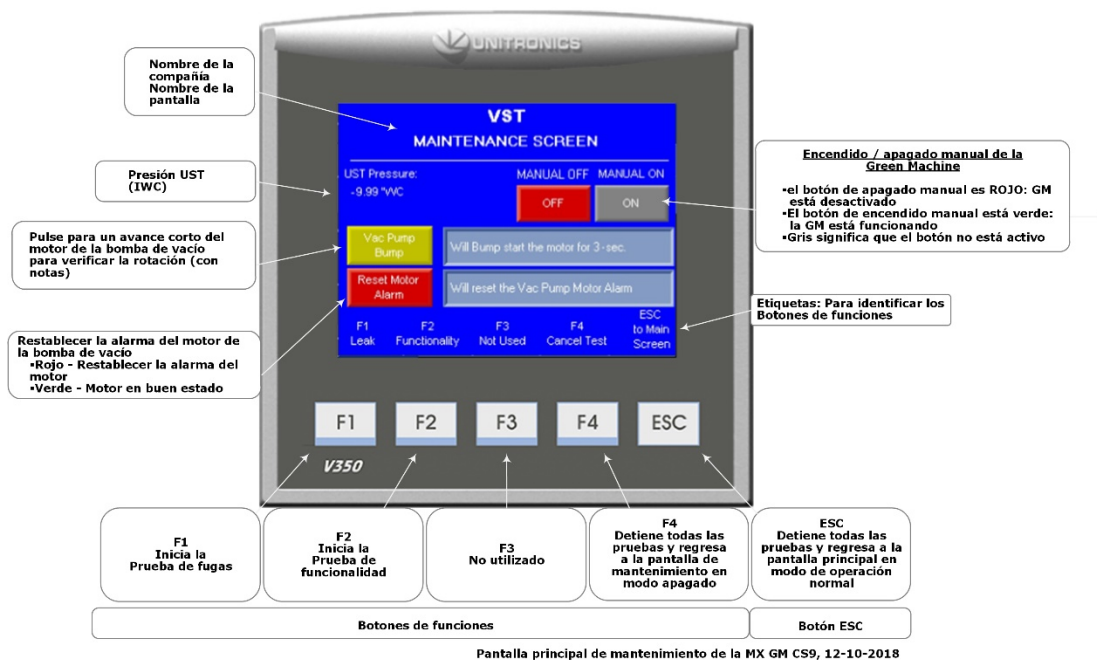 UNITRONICS
Nombre de la
compañía
Nombre de la
pantalla
VST
MAINTENANCE SCREEN
Presión UST
(IWC)
UST Pressure:
-9.99 "WC
MANUAL OFF
MANUAL ON
OFF
ON
Encendido / apagado manual de la
Green Machine
▪el botón de apagado manual es ROJO: GM
está desactivado
▪El botón de encendido manual está verde:
la GM está funcionando
▪Gris significa que el botón no está activo
Pulse para un avance corto del
motor de la bomba de vacío
para verificar la rotación (con
notas)
Vac Pump
Bump
Will Bump start the motor for 3-sec.
Reset Motor
Alarm
Will reset the Vac Pump Motor Alarm
Etiquetas: Para identificar los
Botones de funciones
Restablecer la alarma del motor de
la bomba de vacío
▪Rojo - Restablecer la alarma del
motor
▪Verde - Motor en buen estado
F1
Leak
F2
Functionality
F3
Not Used
F4
Cancel Test
ESC
to Main
Screen
F1
F2
F3
F4
ESC
V350
F1
Inicia la
Prueba de fugas
F2
Inicia la
Prueba de
funcionalidad
F3
No utilizado
F4
Detiene todas las
pruebas y regresa
a la pantalla de
mantenimiento en
modo apagado
ESC
Detiene todas las
pruebas y regresa a la
pantalla principal en
modo de operación
normal
Botones de funciones
Botón ESC
Pantalla principal de mantenimiento de la MX GM CS9, 12-10-2018